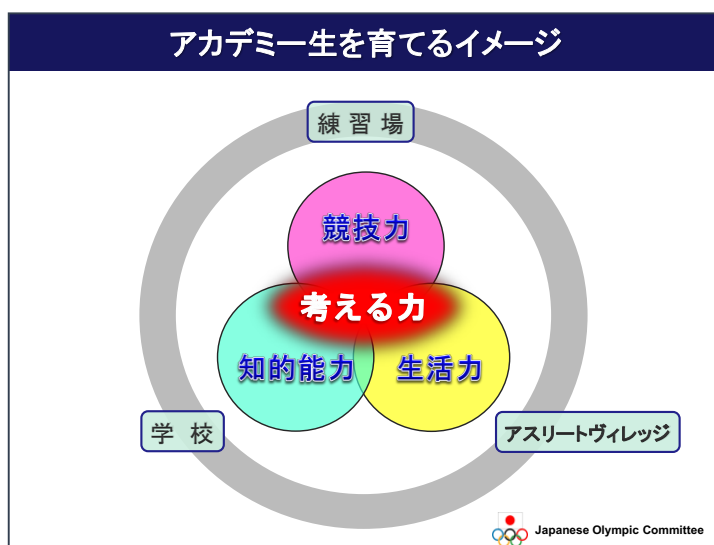 アカデミー生を育てるイメージ
練 習 場
競技力
考える力
知的能力
生活力
学 校
アスリートヴィレッジ
Japanese Olympic Committee